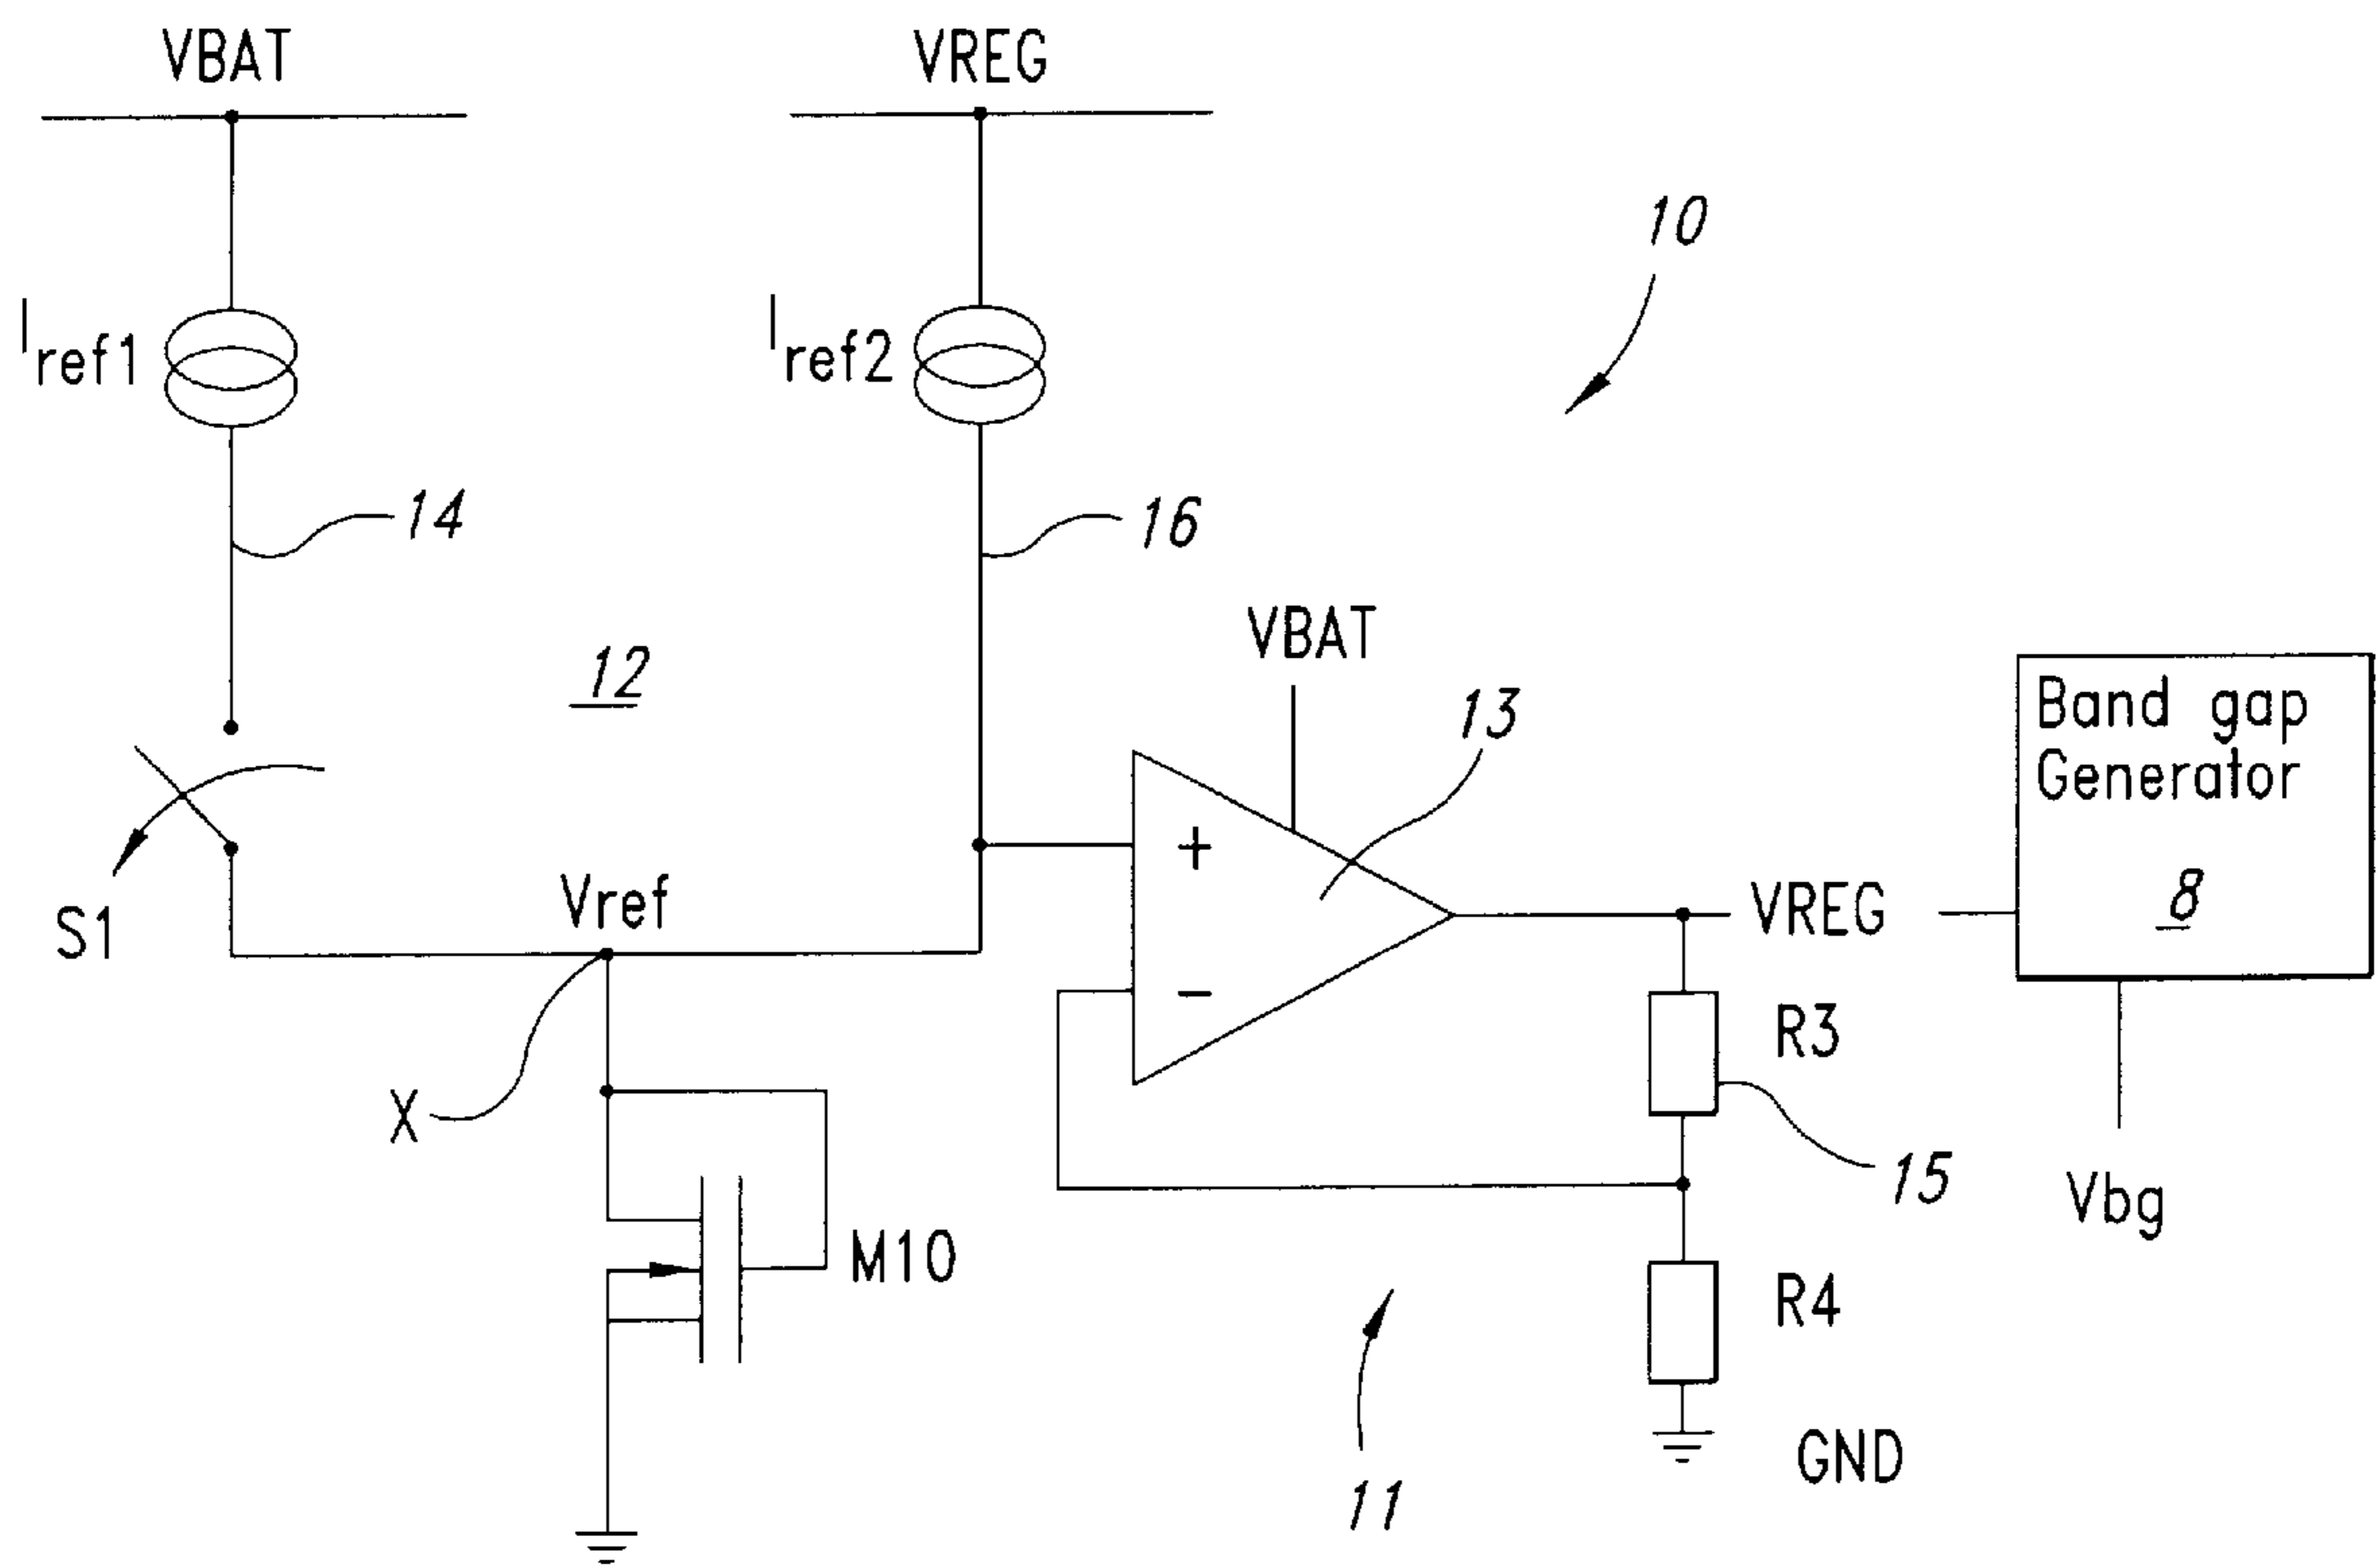 VBAT
VREG
10
Iref1
Iref2
14
16
12
VBAT
13
Band gap
Generator
8
+
VREG
Vref
S1
−
R3
X
15
Vbg
M10
R4
GND
11